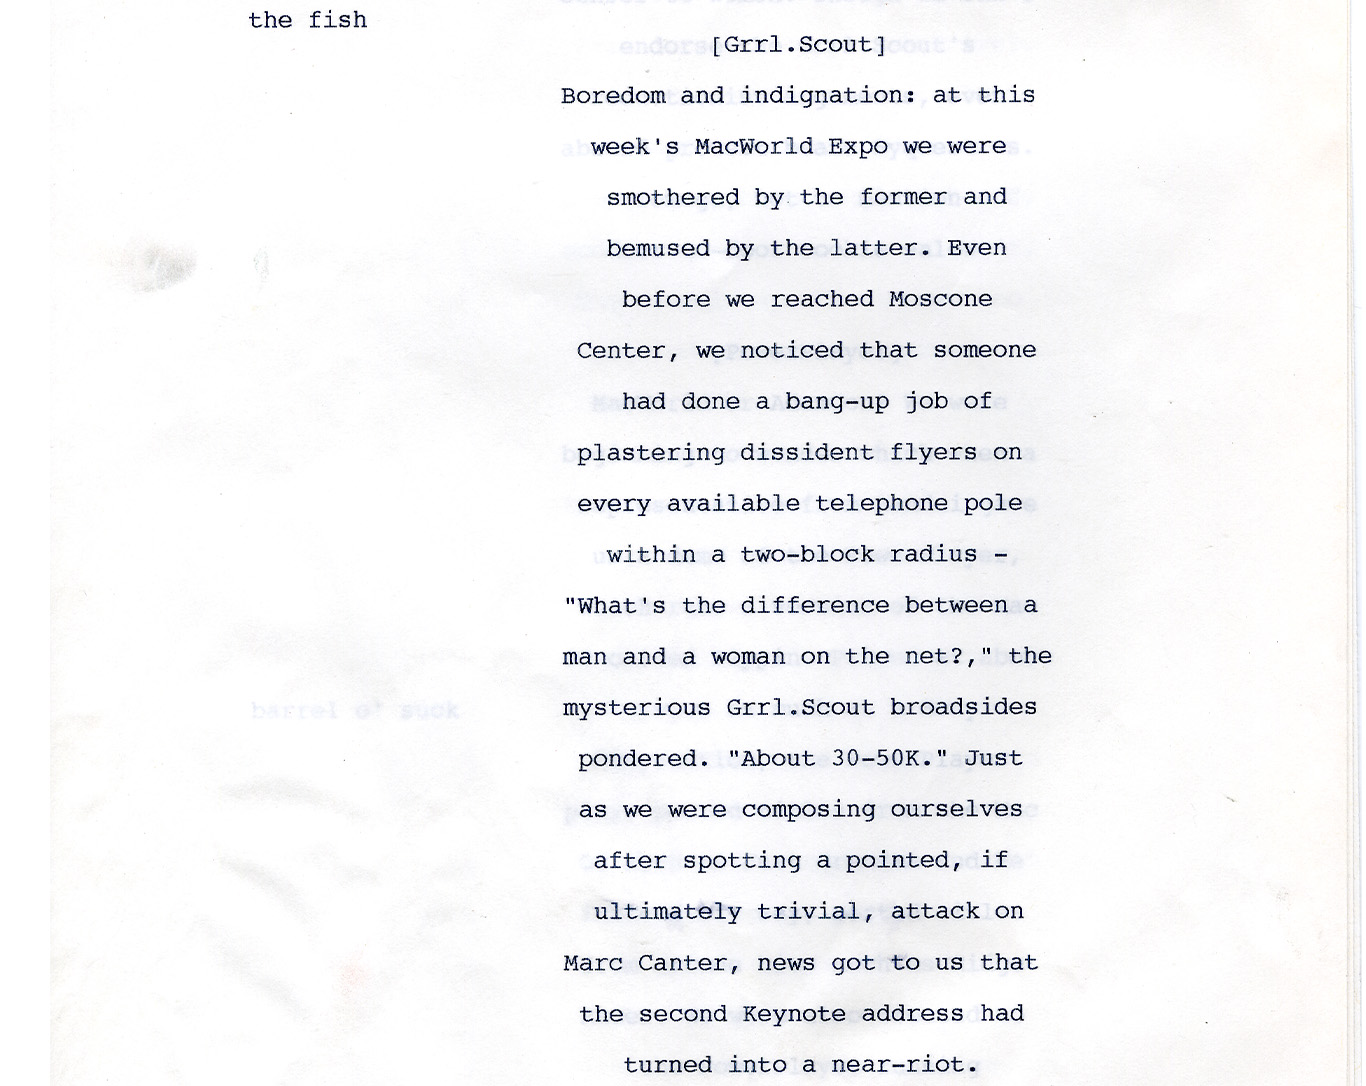 the fish
[Grrl.Scout]
Boredom and indignation: at this
week's MacWorld Expo we were
smothered by the former and
bemused by the latter. Even
before we reached Moscone
Center, we noticed that someone
had done a bang-up job of
plastering dissident flyers on
every available telephone pole
within a two-block radius -
"What's the difference between a
man and a woman on the net?," the
mysterious Grrl.Scout broadsides
barrel o' suck
pondered. "About 30-50K." Just
as we were composing ourselves
after spotting a pointed, if
ultimately trivial, attack on
Marc Canter, news got to us that
the second Keynote address had
turned into a near-riot.